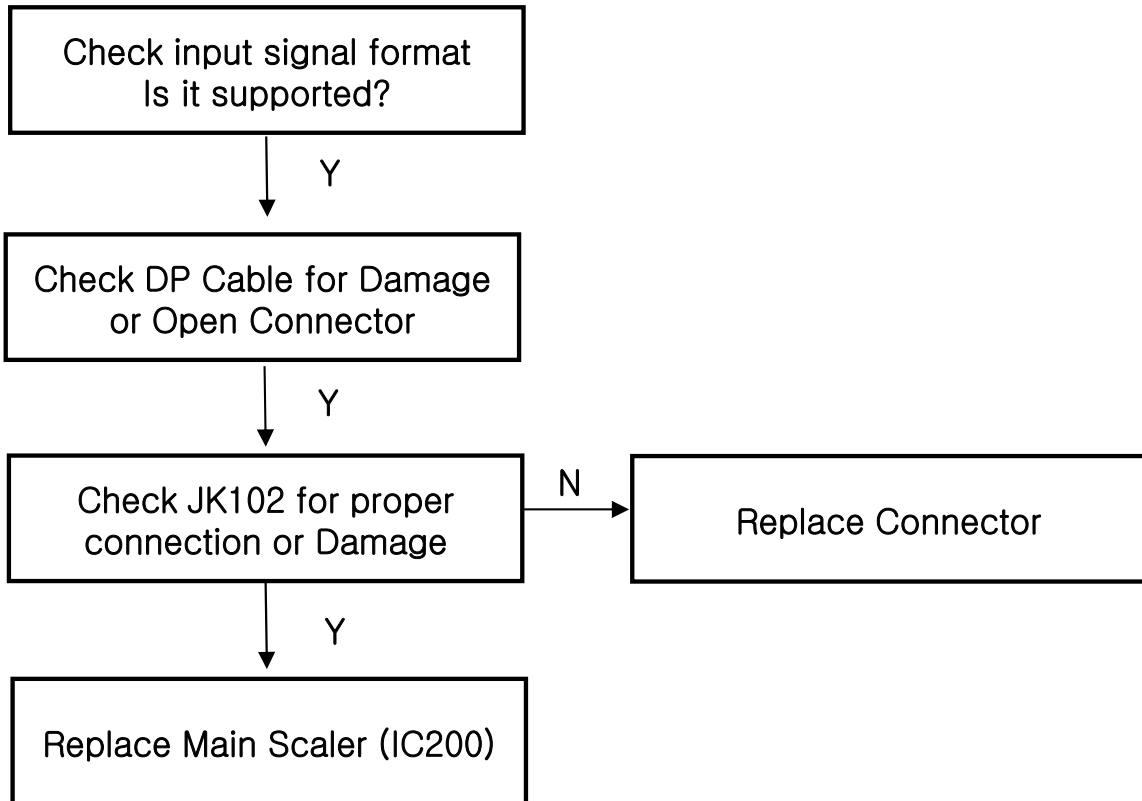 Check input signal format
Is it supported?
Y
Check DP Cable for Damage
or Open Connector
Y
Check JK102 for proper
connection or Damage
N
Replace Connector
Y
Replace Main Scaler (IC200)